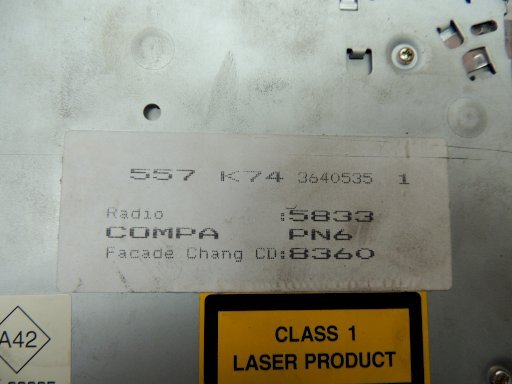 557 K74 3640535 1
Radio :5833
COMPA PN6
Facade Chang CD:8360
A42
CLASS 1
LASER PRODUCT